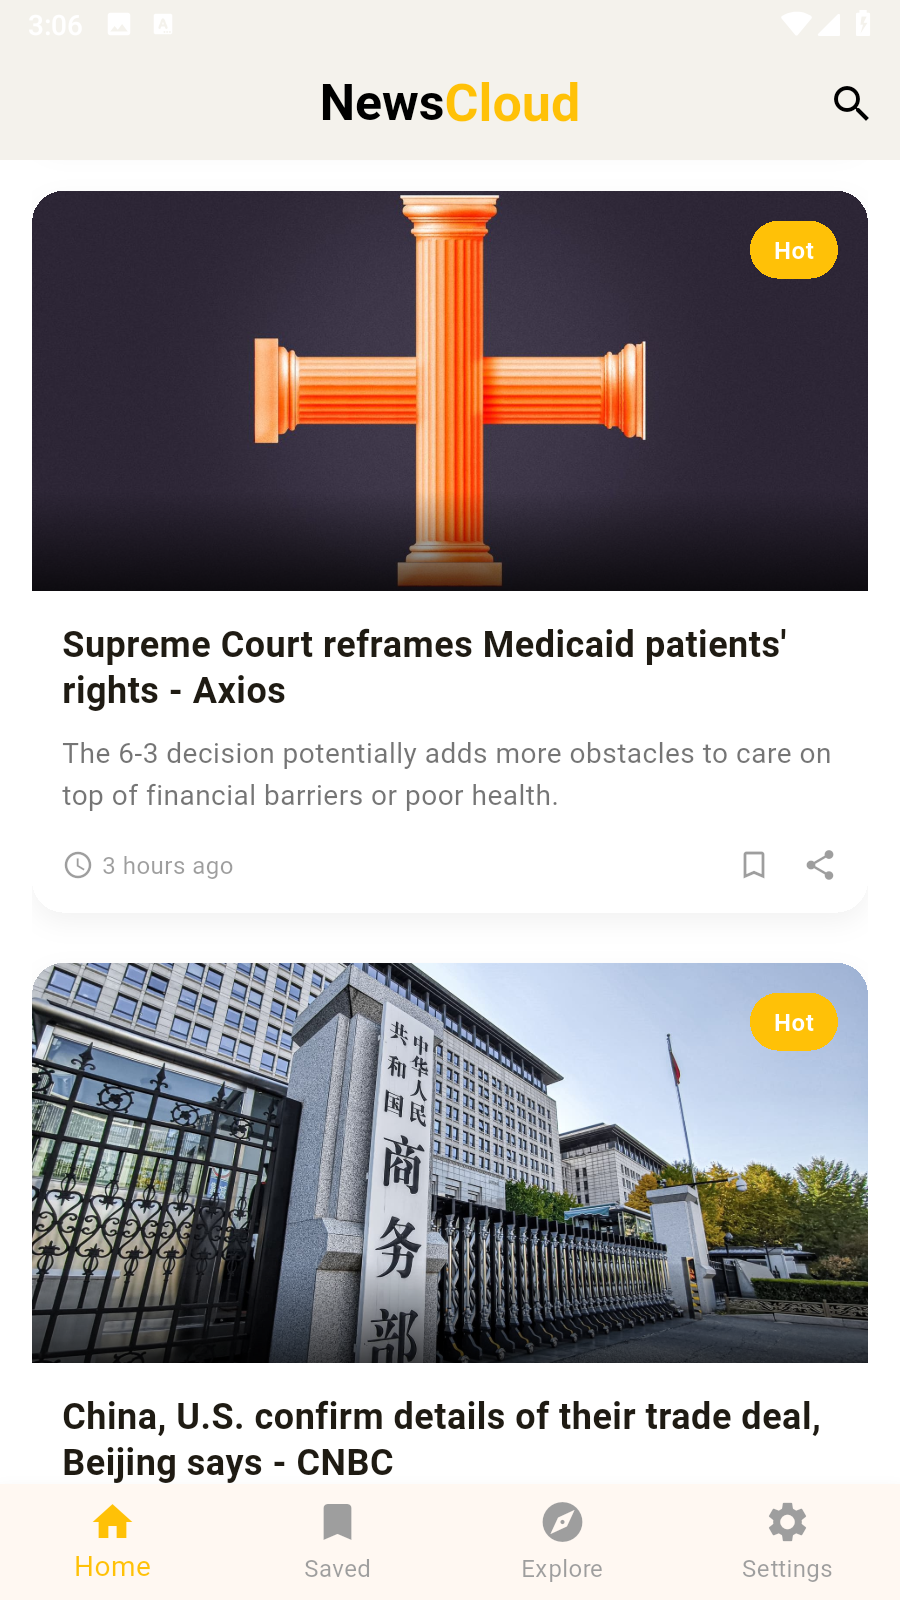 3:06
NewsCloud
Hot
Supreme Court reframes Medicaid patients'
rights - Axios
The 6-3 decision potentially adds more obstacles to care on
top of financial barriers or poor health.
3 hours ago
Hot
中华人民
共和国
商务部
China, U.S. confirm details of their trade deal,
Beijing says - CNBC
Home
Saved
Explore
Settings